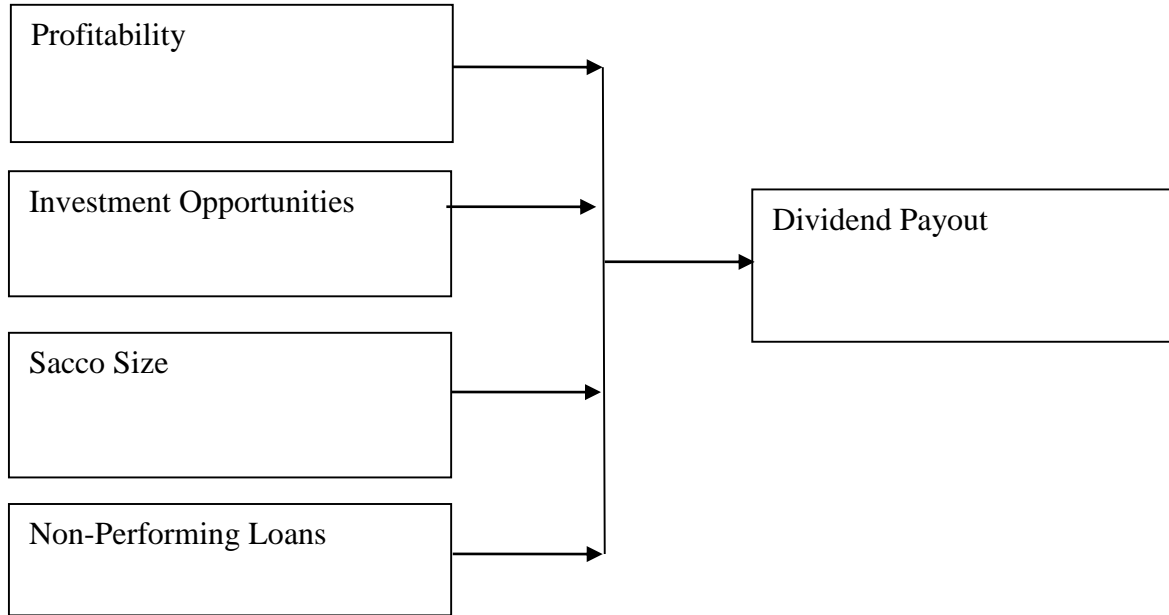 Profitability
Investment Opportunities
Dividend Payout
Sacco Size
Non-Performing Loans